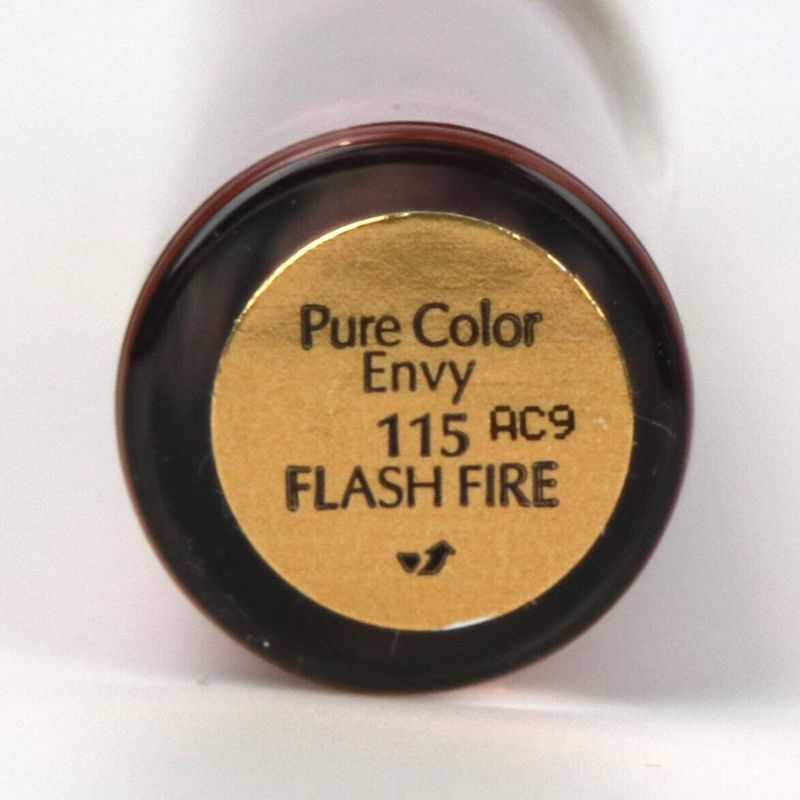 Pure Color
Envy
115 AC9
FLASH FIRE